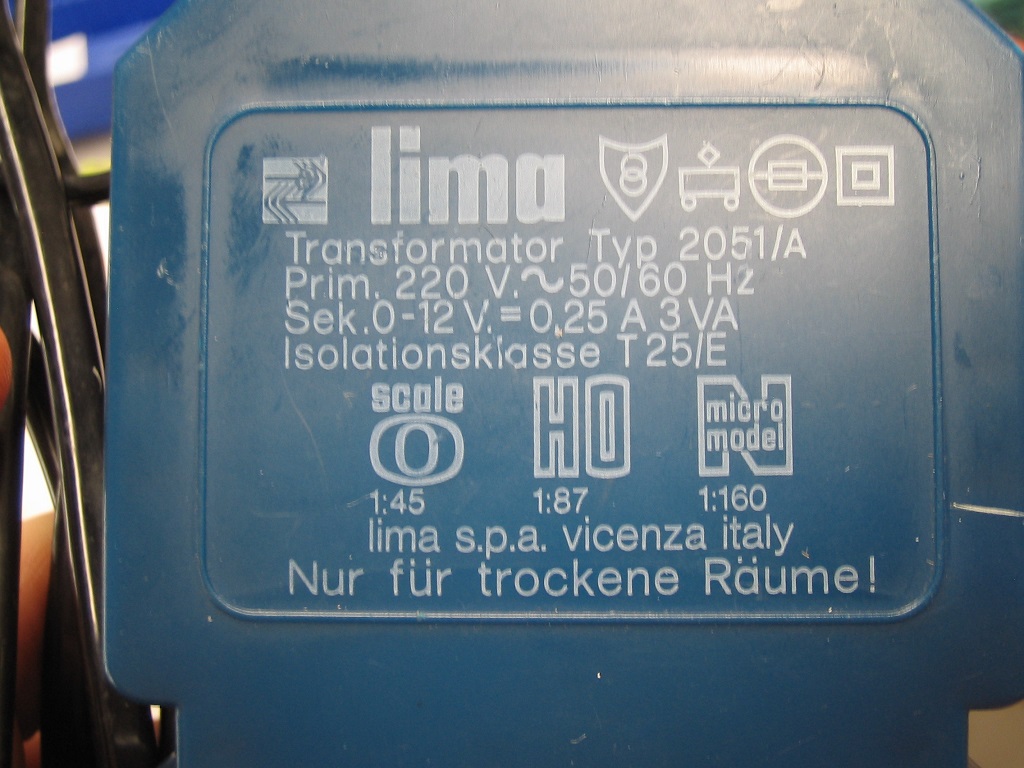 lima
Transformator Typ 2051/A
Prim. 220 V.~50/60 Hz
Sek.0-12 V.=0,25 A 3 VA
Isolationsklasse T 25/E
scale O HO micro model N
1:45 1:87 1:160
lima s.p.a. vicenza italy
Nur für trockene Räume!